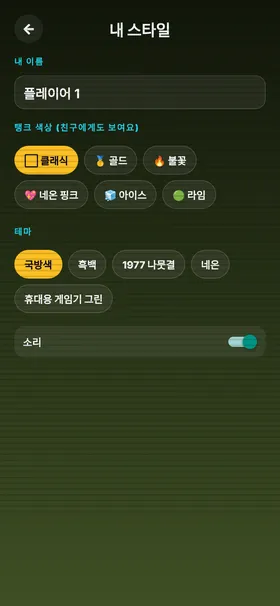 내 스타일
내 이름
플레이어 1
탱크 색상 (친구에게도 보여요)
클래식
🥇 골드
🔥 불꽃
💖 네온 핑크
🧊 아이스
🟢 라임
테마
국방색
흑백
1977 나뭇결
네온
휴대용 게임기 그린
소리